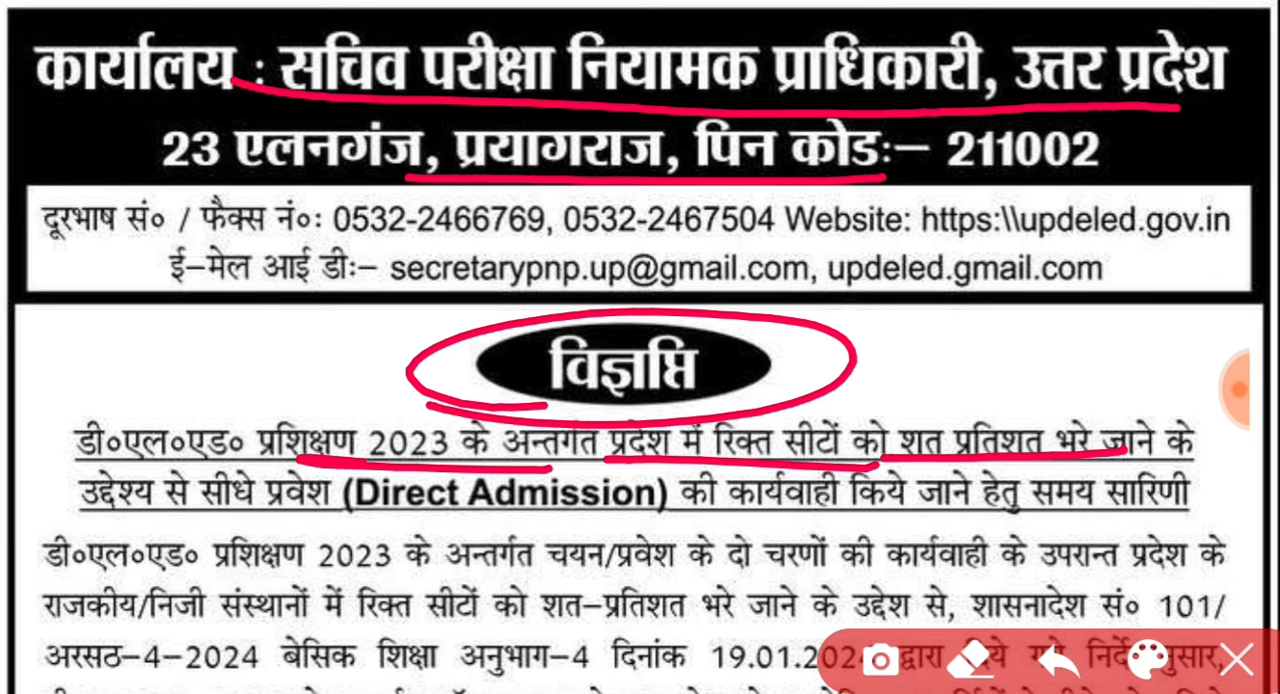 कार्यालय : सचिव परीक्षा नियामक प्राधिकारी, उत्तर प्रदेश
23 एलनगंज, प्रयागराज, पिन कोडः– 211002
दूरभाष सं० / फैक्स नं०: 0532-2466769, 0532-2467504 Website: https:\\updeled.gov.in
ई–मेल आई डीः– secretarypnp.up@gmail.com, updeled.gmail.com
विज्ञप्ति
डी०एल०एड० प्रशिक्षण 2023 के अन्तर्गत प्रदेश में रिक्त सीटों को शत प्रतिशत भरे जाने के
उद्देश्य से सीधे प्रवेश (Direct Admission) की कार्यवाही किये जाने हेतु समय सारिणी
डी०एल०एड० प्रशिक्षण 2023 के अन्तर्गत चयन/प्रवेश के दो चरणों की कार्यवाही के उपरान्त प्रदेश के
राजकीय/निजी संस्थानों में रिक्त सीटों को शत–प्रतिशत भरे जाने के उद्देश से, शासनादेश सं० 101/
अरसठ–4–2024 बेसिक शिक्षा अनुभाग–4 दिनांक 19.01.2024 द्वारा